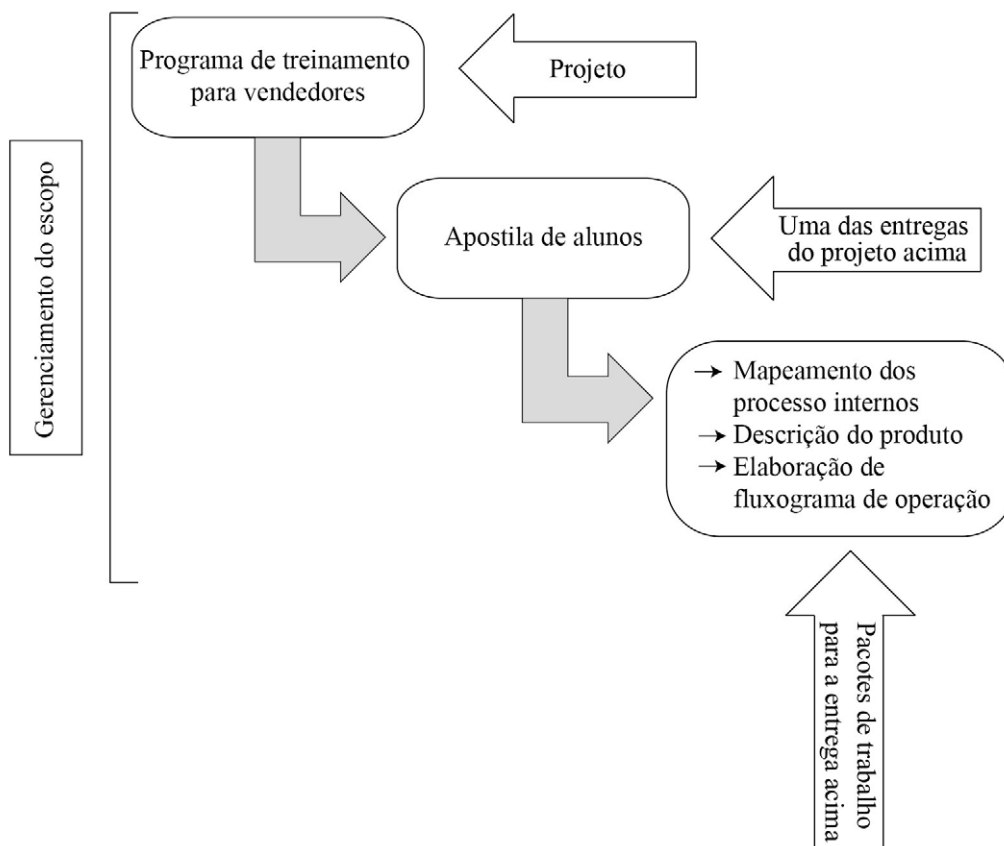 Gerenciamento do escopo
Programa de treinamento
para vendedores
Projeto
Apostila de alunos
Uma das entregas
do projeto acima
→ Mapeamento dos
processo internos
→ Descrição do produto
→ Elaboração de
fluxograma de operação
Pacotes de trabalho
para a entrega acima